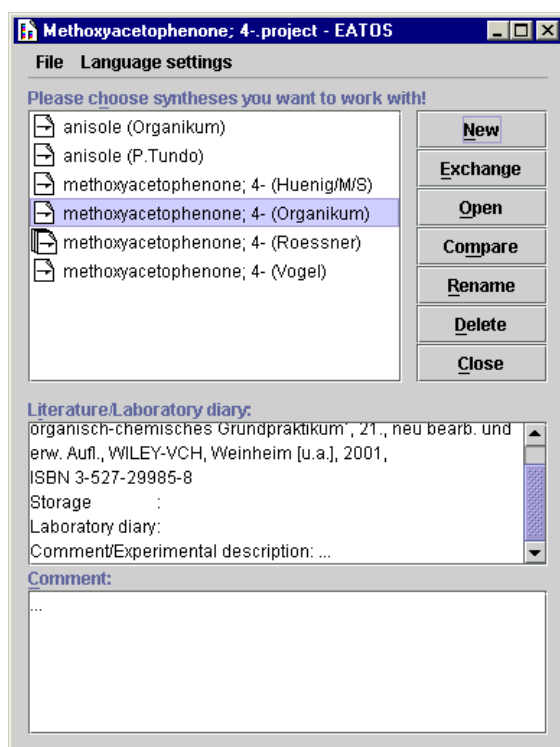 Methoxyacetophenone; 4-.project - EATOS
File Language settings
Please choose syntheses you want to work with!
anisole (Organikum)
anisole (P.Tundo)
methoxyacetophenone; 4- (Huenig/M/S)
methoxyacetophenone; 4- (Organikum)
methoxyacetophenone; 4- (Roessner)
methoxyacetophenone; 4- (Vogel)
New
Exchange
Open
Compare
Rename
Delete
Close
Literature/Laboratory diary:
organisch-chemisches Grundpraktikum", 21., neu bearb. und
erw. Aufl., WILEY-VCH, Weinheim [u.a.], 2001,
ISBN 3-527-29985-8
Storage :
Laboratory diary:
Comment/Experimental description: ...
Comment:
...